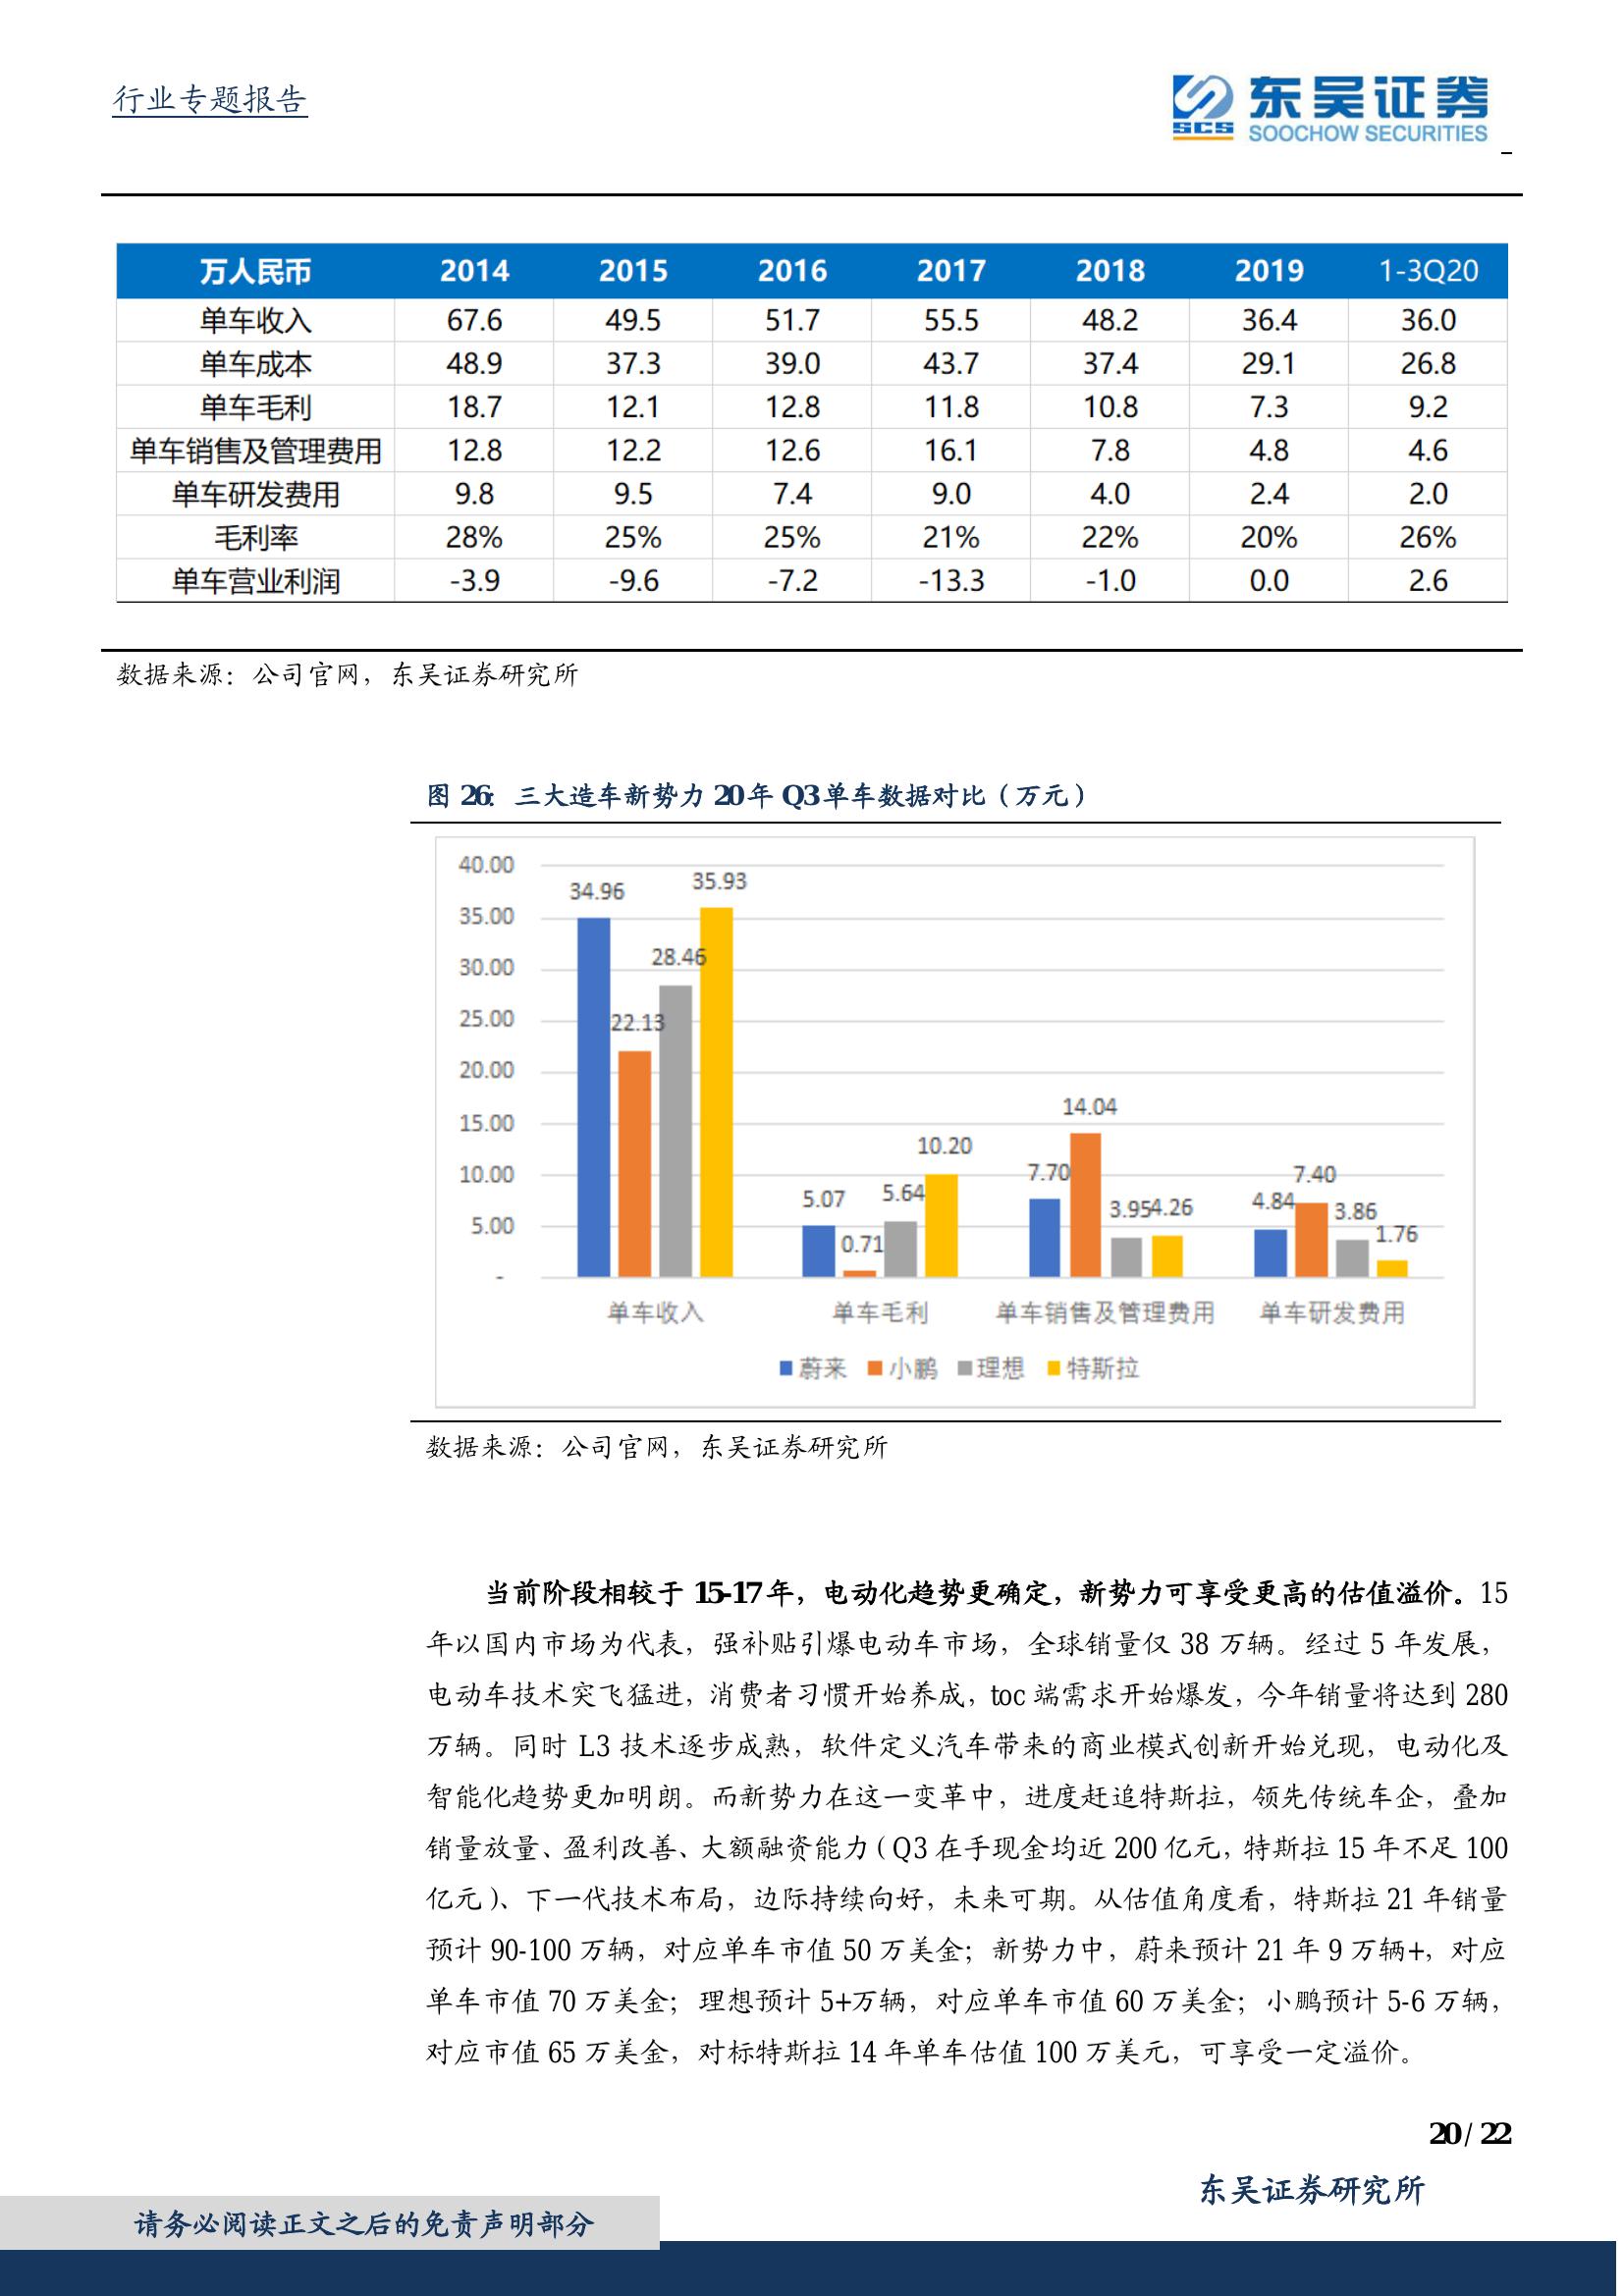 行业专题报告
东吴证券
SCS
SOOCHOW SECURITIES
万人民币 2014 2015 2016 2017 2018 2019 1-3Q20
单车收入 67.6 49.5 51.7 55.5 48.2 36.4 36.0
单车成本 48.9 37.3 39.0 43.7 37.4 29.1 26.8
单车毛利 18.7 12.1 12.8 11.8 10.8 7.3 9.2
单车销售及管理费用 12.8 12.2 12.6 16.1 7.8 4.8 4.6
单车研发费用 9.8 9.5 7.4 9.0 4.0 2.4 2.0
毛利率 28% 25% 25% 21% 22% 20% 26%
单车营业利润 -3.9 -9.6 -7.2 -13.3 -1.0 0.0 2.6
数据来源：公司官网，东吴证券研究所
图 26：三大造车新势力 20 年 Q3 单车数据对比（万元）
40.00
35.00
30.00
25.00
20.00
15.00
10.00
5.00
-
34.96 22.13 28.46 35.93
5.07 0.71 5.64 10.20
7.70 14.04 3.95 4.26
4.84 7.40 3.86 1.76
单车收入 单车毛利 单车销售及管理费用 单车研发费用
蔚来 小鹏 理想 特斯拉
数据来源：公司官网，东吴证券研究所
当前阶段相较于 15-17 年，电动化趋势更确定，新势力可享受更高的估值溢价。15
年以国内市场为代表，强补贴引爆电动车市场，全球销量仅 38 万辆。经过 5 年发展，
电动车技术突飞猛进，消费者习惯开始养成，toc 端需求开始爆发，今年销量将达到 280
万辆。同时 L3 技术逐步成熟，软件定义汽车带来的商业模式创新开始兑现，电动化及
智能化趋势更加明朗。而新势力在这一变革中，进度赶追特斯拉，领先传统车企，叠加
销量放量、盈利改善、大额融资能力（Q3 在手现金均近 200 亿元，特斯拉 15 年不足 100
亿元）、下一代技术布局，边际持续向好，未来可期。从估值角度看，特斯拉 21 年销量
预计 90-100 万辆，对应单车市值 50 万美金；新势力中，蔚来预计 21 年 9 万辆+，对应
单车市值 70 万美金；理想预计 5+万辆，对应单车市值 60 万美金；小鹏预计 5-6 万辆，
对应市值 65 万美金，对标特斯拉 14 年单车估值 100 万美元，可享受一定溢价。
20 / 22
东吴证券研究所
请务必阅读正文之后的免责声明部分